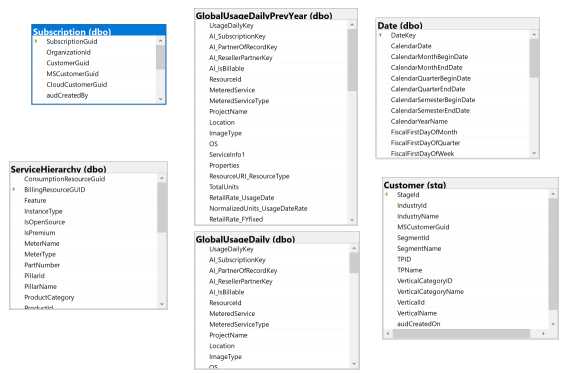 Subscription (dbo)
SubscriptionGuid
OrganizationId
CustomerGuid
MSCustomerGuid
CloudCustomerGuid
audCreatedBy
GlobalUsageDailyPrevYear (dbo)
UsageDailyKey
AI_SubscriptionKey
AI_PartnerOfRecordKey
AI_ResellerPartnerKey
AI_IsBillable
ResourceId
MeteredService
MeteredServiceType
ProjectName
Location
ImageType
OS
ServiceInfo1
Properties
ResourceURI_ResourceType
TotalUnits
RetailRate_UsageDate
NormalizedUnits_UsageDateRate
RetailRate_FYfixed
Date (dbo)
DateKey
CalendarDate
CalendarMonthBeginDate
CalendarMonthEndDate
CalendarQuarterBeginDate
CalendarQuarterEndDate
CalendarSemesterBeginDate
CalendarSemesterEndDate
CalendarYearName
FiscalFirstDayOfMonth
FiscalFirstDayOfQuarter
FiscalFirstDayOfWeek
ServiceHierarchy (dbo)
ConsumptionResourceGuid
BillingResourceGUID
Feature
InstanceType
IsOpenSource
IsPremium
MeterName
MeterType
PartNumber
PillarId
PillarName
ProductCategory
ProductId
GlobalUsageDaily (dbo)
UsageDailyKey
AI_SubscriptionKey
AI_PartnerOfRecordKey
AI_ResellerPartnerKey
AI_IsBillable
ResourceId
MeteredService
MeteredServiceType
ProjectName
Location
ImageType
OS
Customer (stg)
StageId
IndustryId
IndustryName
MSCustomerGuid
SegmentId
SegmentName
TPID
TPName
VerticalCategoryID
VerticalCategoryName
VerticalId
VerticalName
audCreatedOn